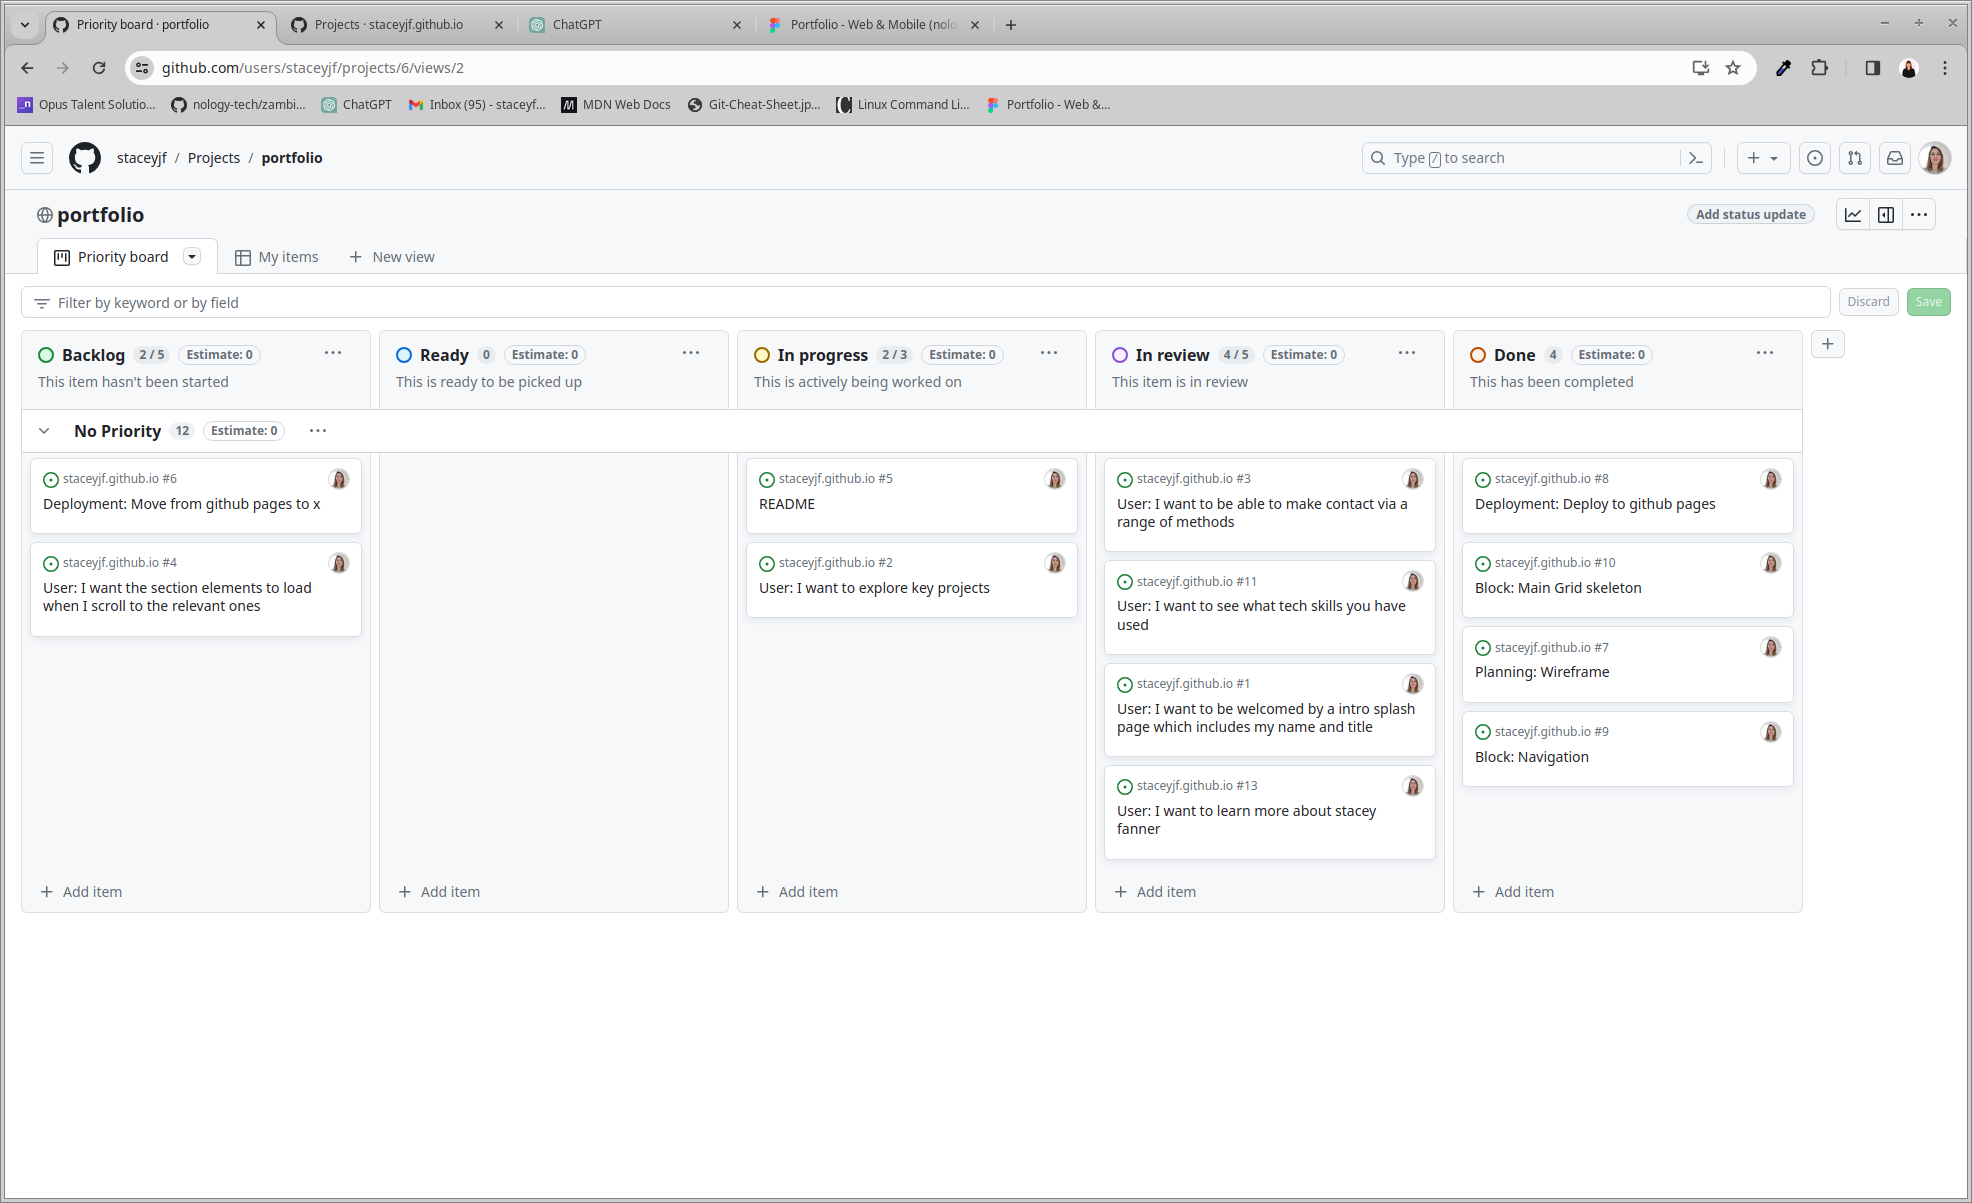 Priority board · portfolio
Projects · staceyjf.github.io
ChatGPT
Portfolio - Web & Mobile (nolo
github.com/users/staceyjf/projects/6/views/2
Opus Talent Solutio...
nology-tech/zambi...
ChatGPT
Inbox (95) - staceyf...
MDN Web Docs
Git-Cheat-Sheet.jp...
Linux Command Li...
Portfolio - Web &...
staceyjf / Projects / portfolio
Type / to search
portfolio
Add status update
Priority board
My items
New view
Filter by keyword or by field
Discard
Save
Backlog 2 / 5 Estimate: 0
This item hasn't been started
Ready 0 Estimate: 0
This is ready to be picked up
In progress 2 / 3 Estimate: 0
This is actively being worked on
In review 4 / 5 Estimate: 0
This item is in review
Done 4 Estimate: 0
This has been completed
No Priority 12 Estimate: 0
staceyjf.github.io #6
Deployment: Move from github pages to x
staceyjf.github.io #4
User: I want the section elements to load
when I scroll to the relevant ones
Add item
Add item
staceyjf.github.io #5
README
staceyjf.github.io #2
User: I want to explore key projects
Add item
staceyjf.github.io #3
User: I want to be able to make contact via a
range of methods
staceyjf.github.io #11
User: I want to see what tech skills you have
used
staceyjf.github.io #1
User: I want to be welcomed by a intro splash
page which includes my name and title
staceyjf.github.io #13
User: I want to learn more about stacey
fanner
Add item
staceyjf.github.io #8
Deployment: Deploy to github pages
staceyjf.github.io #10
Block: Main Grid skeleton
staceyjf.github.io #7
Planning: Wireframe
staceyjf.github.io #9
Block: Navigation
Add item